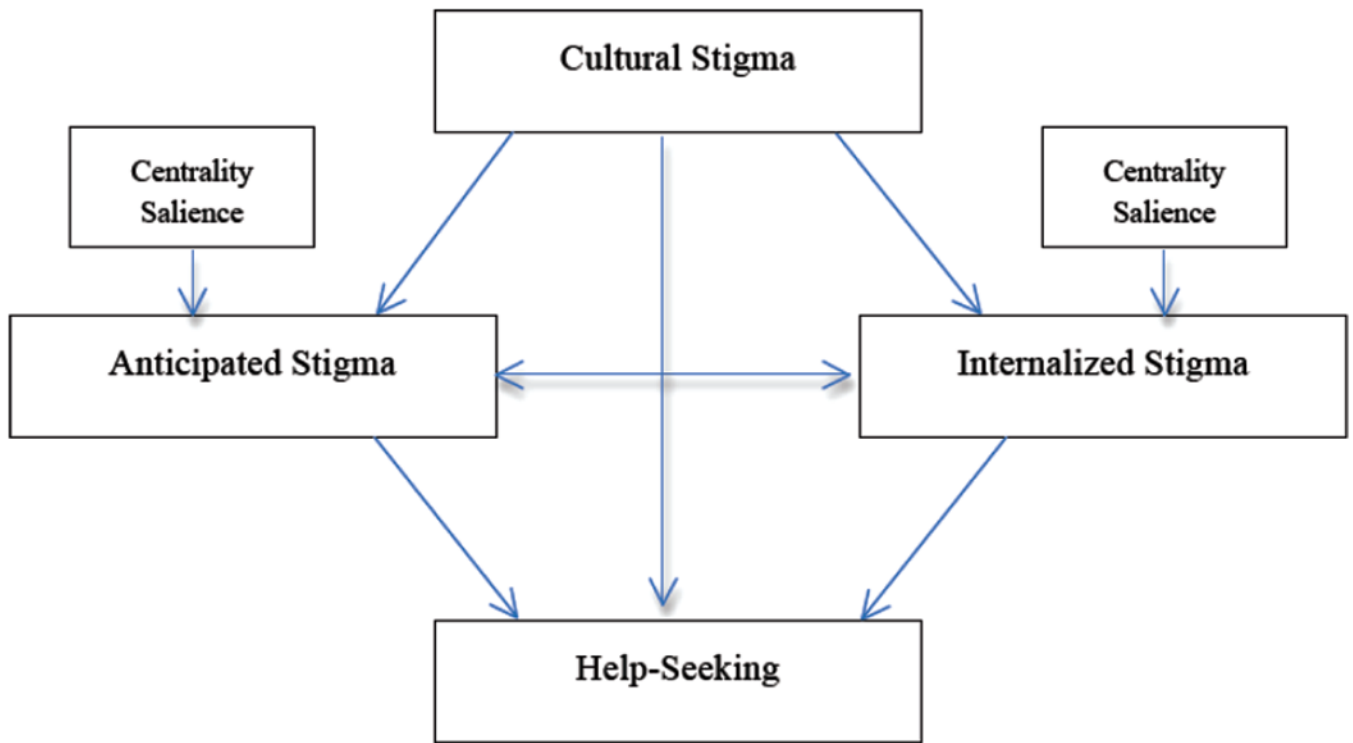 Cultural Stigma
Centrality
Salience
Centrality
Salience
Anticipated Stigma
Internalized Stigma
Help-Seeking